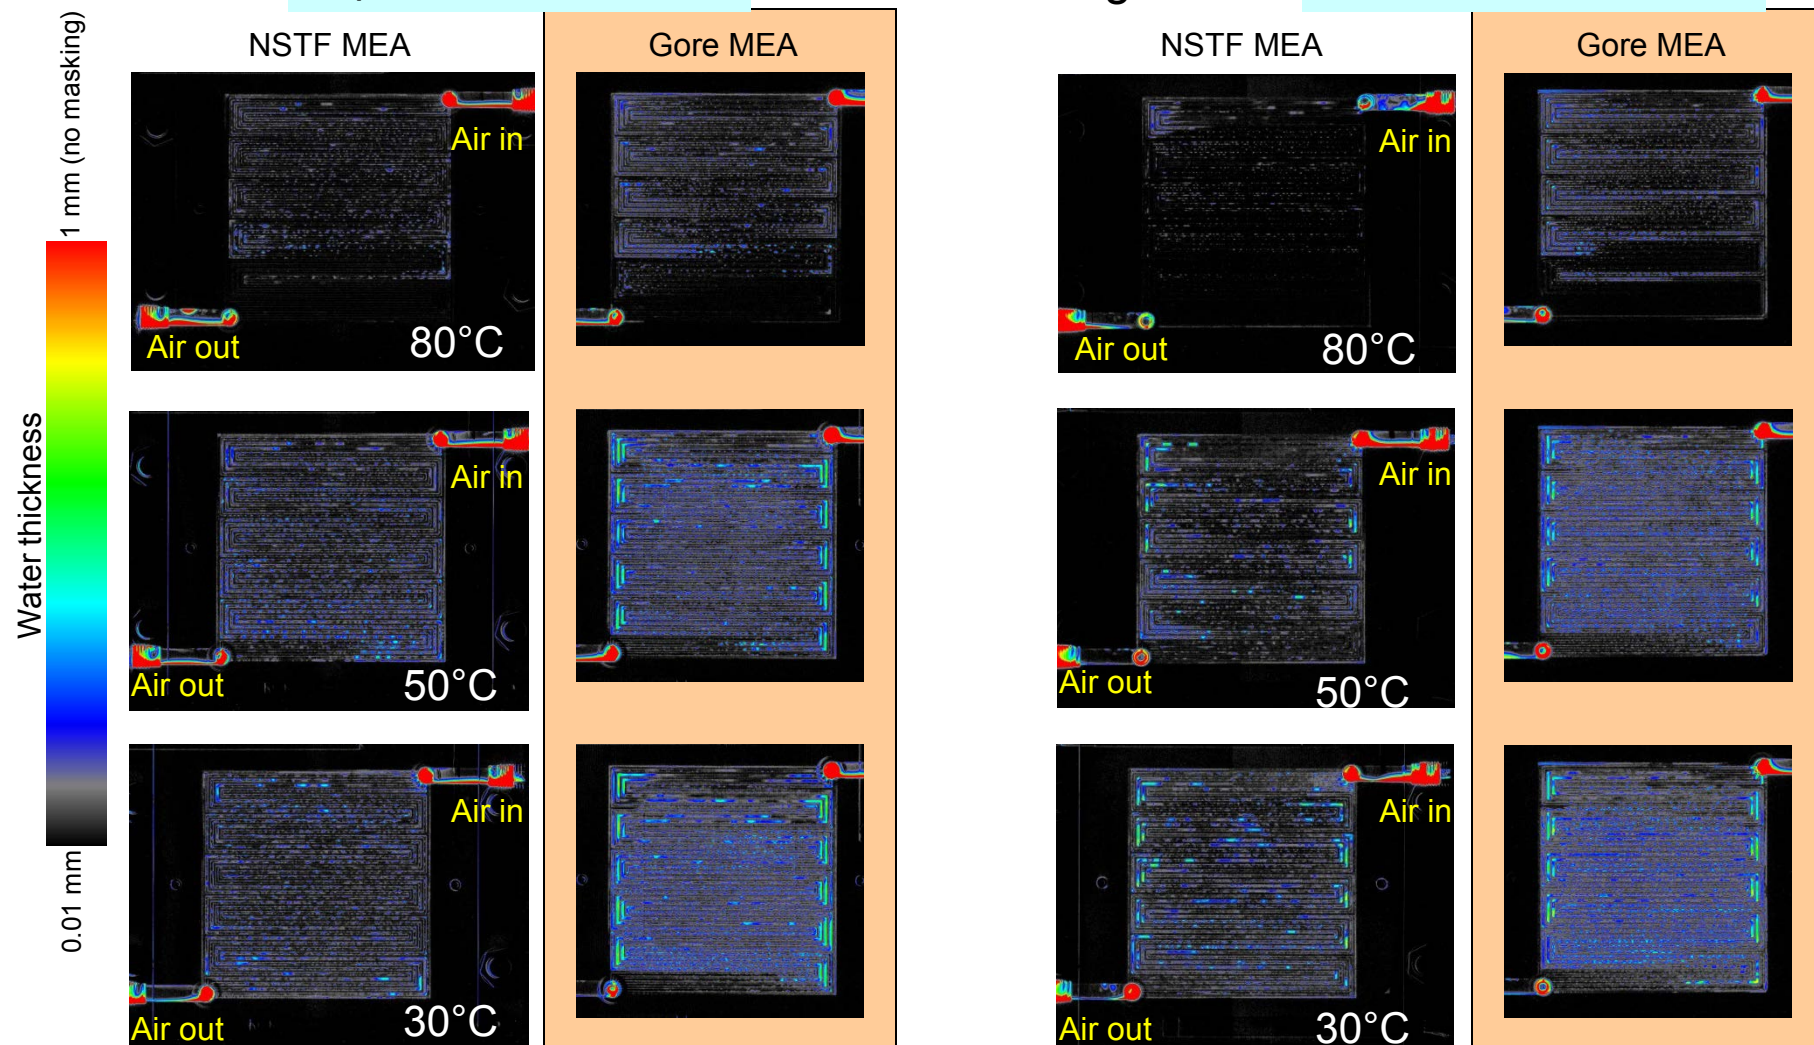 NSTF MEA
Gore MEA
NSTF MEA
Gore MEA
1 mm (no masking)
Water thickness
0.01 mm
Air in
Air out
80°C
Air in
Air out
80°C
Air in
Air out
50°C
Air in
Air out
50°C
Air in
Air out
30°C
Air in
Air out
30°C